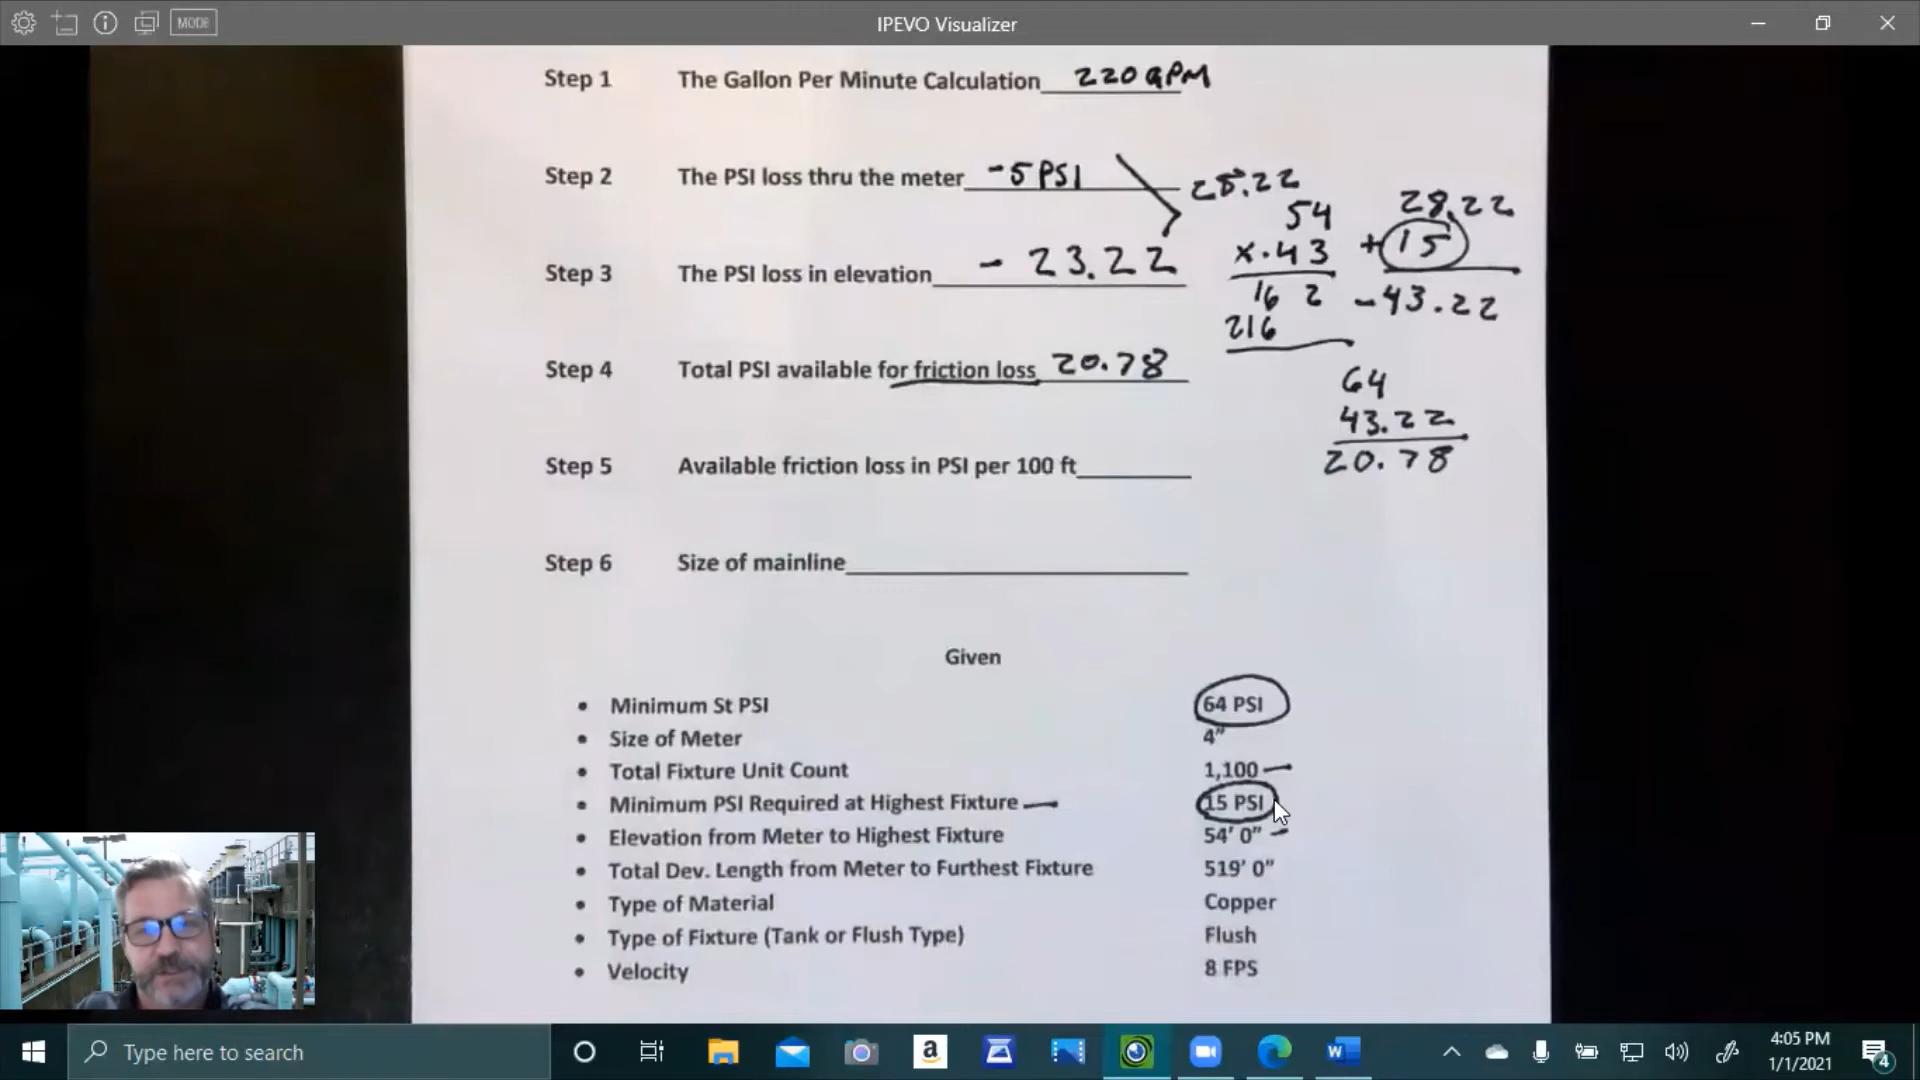 MODE
IPEVO Visualizer
Step 1 The Gallon Per Minute Calculation 220 GPM
Step 2 The PSI loss thru the meter -5 PSI
28.22
54
x.43
16 2
216
28.22
+15
-43.22
Step 3 The PSI loss in elevation - 23.22
Step 4 Total PSI available for friction loss 20.78
64
43.22
20.78
Step 5 Available friction loss in PSI per 100 ft
Step 6 Size of mainline
Given
• Minimum St PSI 64 PSI
• Size of Meter 4"
• Total Fixture Unit Count 1,100
• Minimum PSI Required at Highest Fixture 15 PSI
• Elevation from Meter to Highest Fixture 54' 0"
• Total Dev. Length from Meter to Furthest Fixture 519' 0"
• Type of Material Copper
• Type of Fixture (Tank or Flush Type) Flush
• Velocity 8 FPS
Type here to search
a
W
4:05 PM
1/1/2021
4